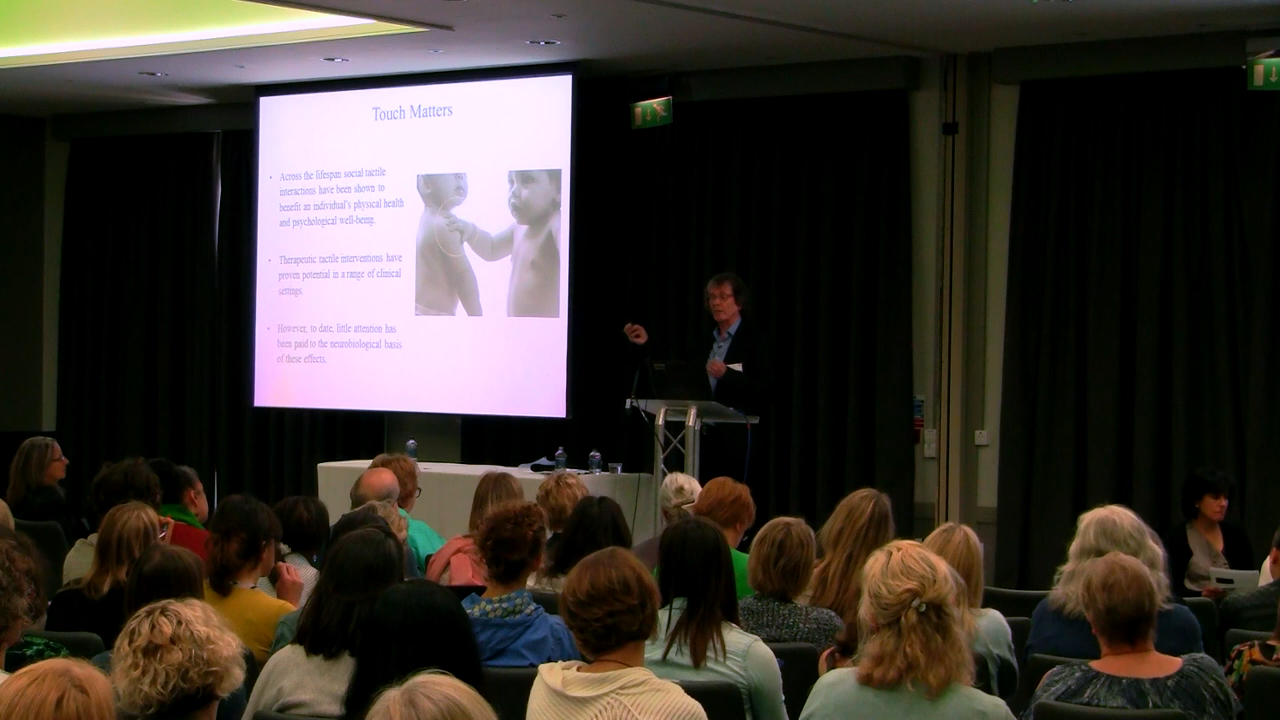 Touch Matters
• Across the lifespan social tactile
interactions have been shown to
benefit an individual's physical health
and psychological well-being.
• Therapeutic tactile interventions have
proven potential in a range of clinical
settings.
• However, to date, little attention has
been paid to the neurobiological basis
of these effects.